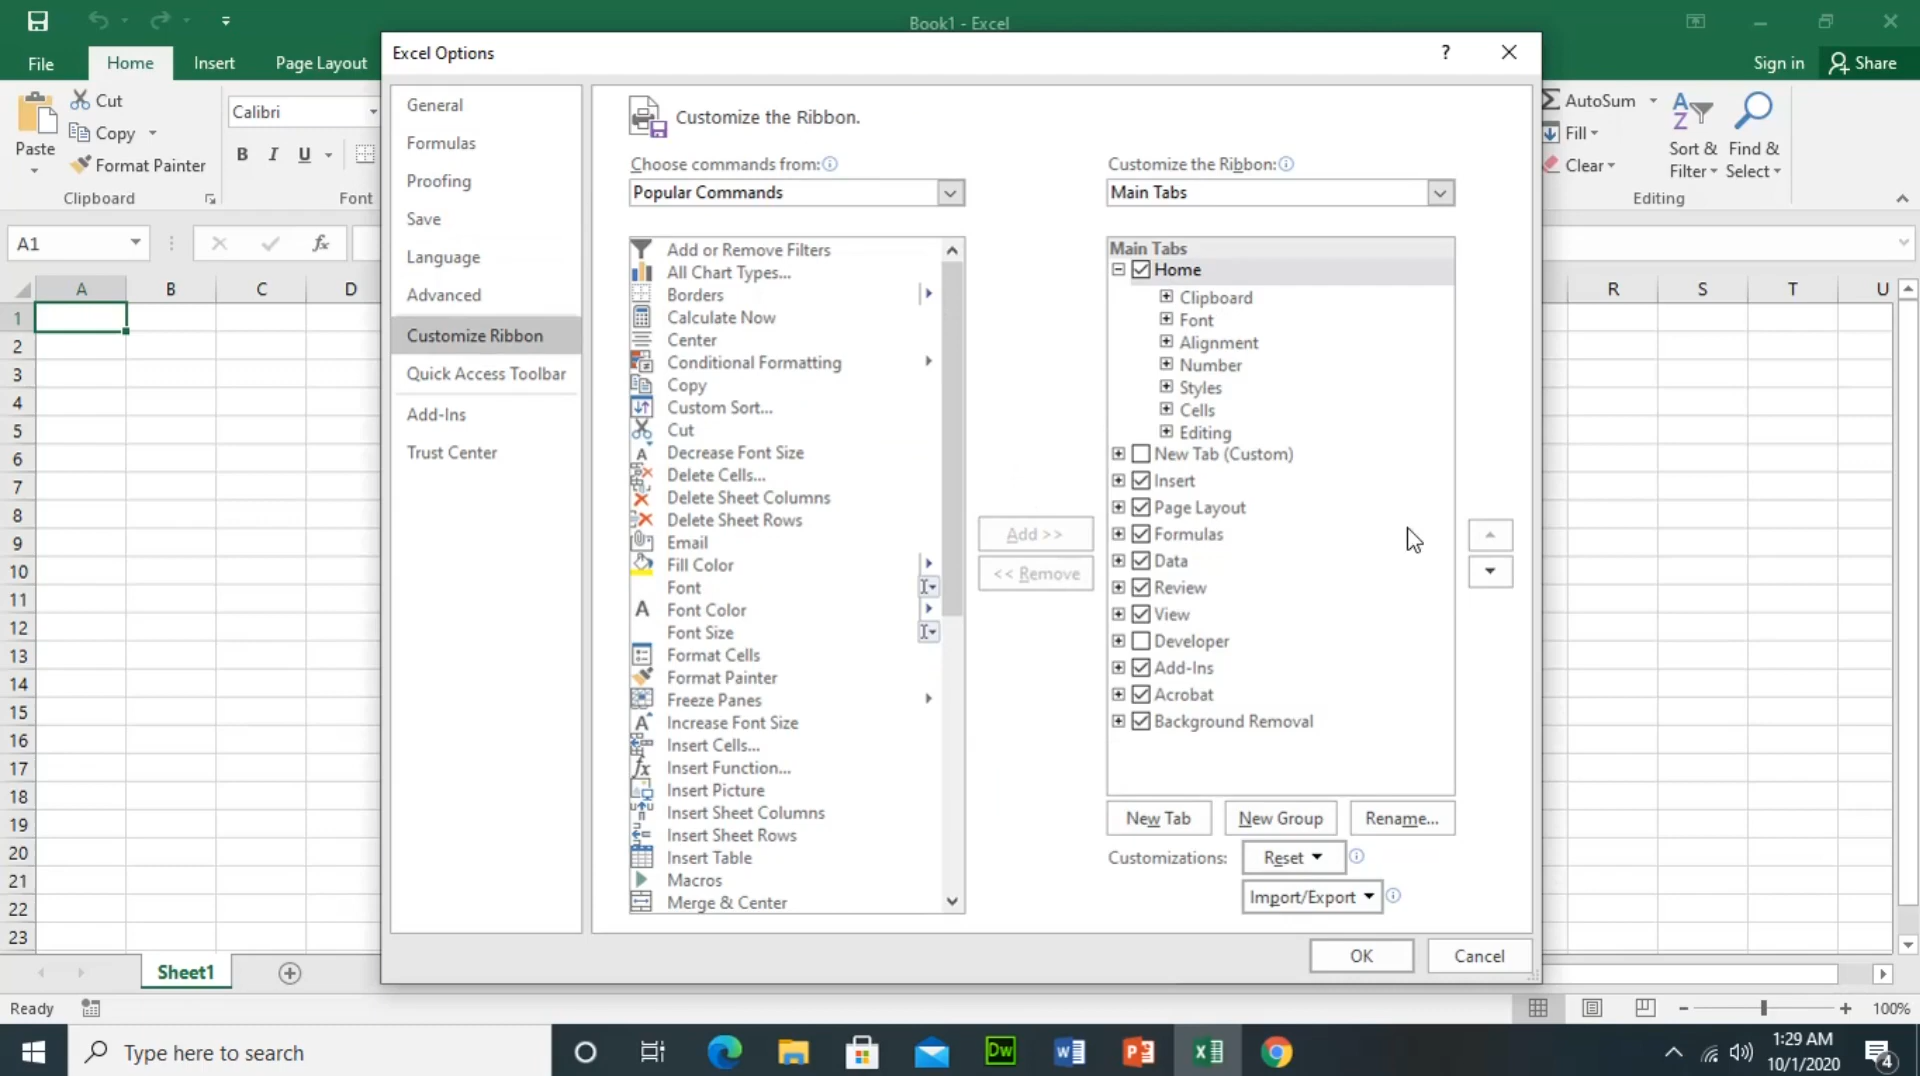 Book1 - Excel
File Home Insert Page Layout
Sign in Share
Excel Options
?
Paste
Cut
Copy
Format Painter
Clipboard
Calibri
B I U
Font
AutoSum
Fill
Clear
Sort & Filter
Find & Select
Editing
A1
fx
A B C D R S T U
1
2
3
4
5
6
7
8
9
10
11
12
13
14
15
16
17
18
19
20
21
22
23
General
Formulas
Proofing
Save
Language
Advanced
Customize Ribbon
Quick Access Toolbar
Add-Ins
Trust Center
Customize the Ribbon.
Choose commands from:
Popular Commands
Add or Remove Filters
All Chart Types...
Borders
Calculate Now
Center
Conditional Formatting
Copy
Custom Sort...
Cut
Decrease Font Size
Delete Cells...
Delete Sheet Columns
Delete Sheet Rows
Email
Fill Color
Font
Font Color
Font Size
Format Cells
Format Painter
Freeze Panes
Increase Font Size
Insert Cells...
Insert Function...
Insert Picture
Insert Sheet Columns
Insert Sheet Rows
Insert Table
Macros
Merge & Center
Add >>
<< Remove
Customize the Ribbon:
Main Tabs
Main Tabs
Home
Clipboard
Font
Alignment
Number
Styles
Cells
Editing
New Tab (Custom)
Insert
Page Layout
Formulas
Data
Review
View
Developer
Add-Ins
Acrobat
Background Removal
New Tab New Group Rename...
Customizations: Reset
Import/Export
OK Cancel
Sheet1
Ready
100%
Type here to search
Dw
1:29 AM
10/1/2020
4